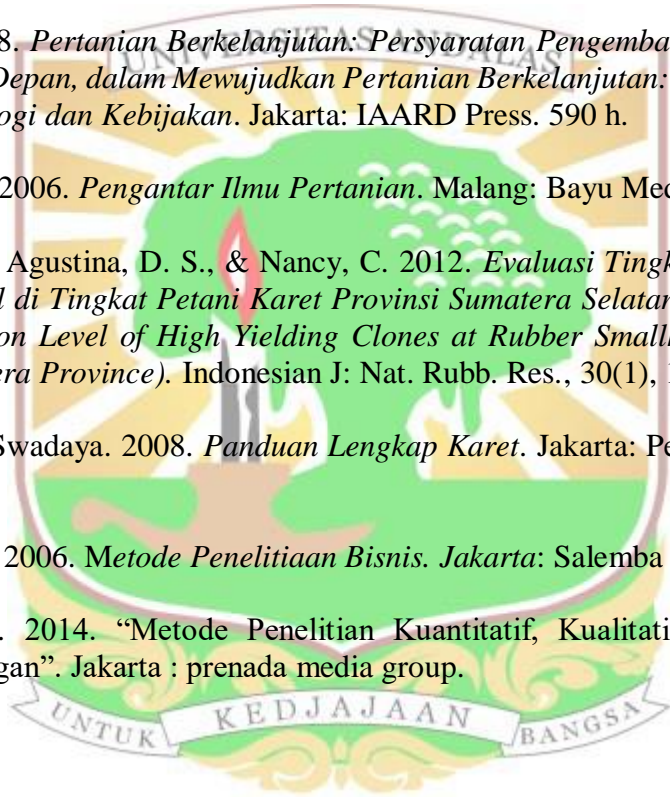 UNIVERSITAS ANDALAS
8. Pertanian Berkelanjutan: Persyaratan Pengemba
Depan, dalam Mewujudkan Pertanian Berkelanjutan:
ogi dan Kebijakan. Jakarta: IAARD Press. 590 h.
2006. Pengantar Ilmu Pertanian. Malang: Bayu Med
Agustina, D. S., & Nancy, C. 2012. Evaluasi Tingk
l di Tingkat Petani Karet Provinsi Sumatera Selatan
on Level of High Yielding Clones at Rubber Smallh
era Province). Indonesian J: Nat. Rubb. Res., 30(1), 1
Swadaya. 2008. Panduan Lengkap Karet. Jakarta: Pe
2006. Metode Penelitiaan Bisnis. Jakarta: Salemba
. 2014. “Metode Penelitian Kuantitatif, Kualitati
gan”. Jakarta : prenada media group.
UNTUK KEDJAJAAN BANGSA